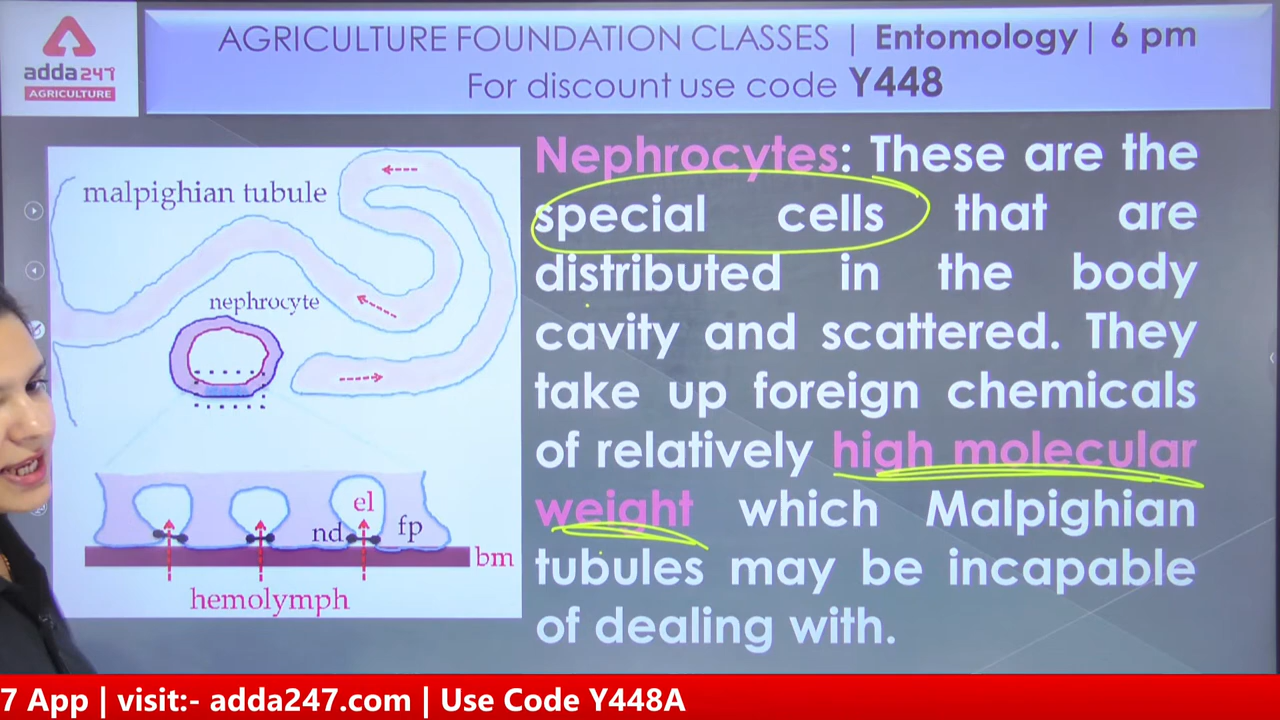 adda247
AGRICULTURE
AGRICULTURE FOUNDATION CLASSES | Entomology| 6 pm
For discount use code Y448
malpighian tubule
nephrocyte
el
nd
fp
bm
hemolymph
Nephrocytes: These are the
special cells that are
distributed in the body
cavity and scattered. They
take up foreign chemicals
of relatively high molecular
weight which Malpighian
tubules may be incapable
of dealing with.
7 App | visit:- adda247.com | Use Code Y448A